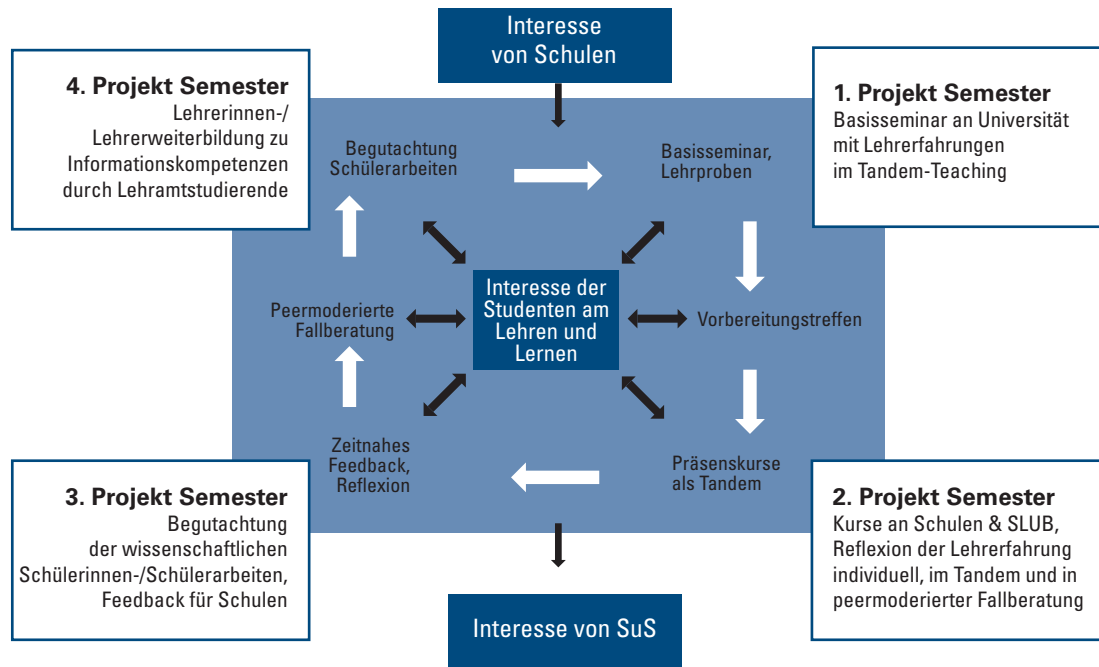 Interesse
von Schulen
4. Projekt Semester
Lehrerinnen-/
Lehrerweiterbildung zu
Informationskompetenzen
durch Lehramtstudierende
1. Projekt Semester
Basisseminar an Universität
mit Lehrerfahrungen
im Tandem-Teaching
Begutachtung
Schülerarbeiten
Basisseminar,
Lehrproben
Peermoderierte
Fallberatung
Interesse der
Studenten am
Lehren und
Lernen
Vorbereitungstreffen
Zeitnahes
Feedback,
Reflexion
Präsenskurse
als Tandem
3. Projekt Semester
Begutachtung
der wissenschaftlichen
Schülerinnen-/Schülerarbeiten,
Feedback für Schulen
2. Projekt Semester
Kurse an Schulen & SLUB,
Reflexion der Lehrerfahrung
individuell, im Tandem und in
peermoderierter Fallberatung
Interesse von SuS